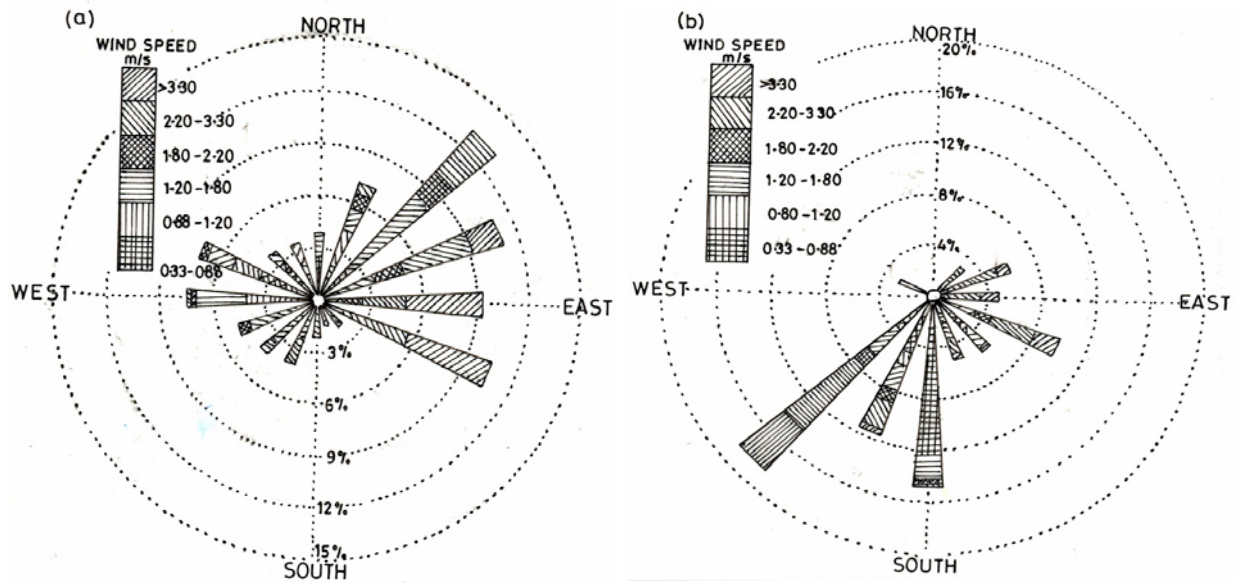 (a)
NORTH
WIND SPEED
m/s
>3·30
2·20-3·30
1·80-2·20
1·20-1·80
0·88-1·20
0·33-0·88
WEST
EAST
3%
6%
9%
12%
15%
SOUTH
(b)
NORTH
20%
WIND SPEED
m/s
>3·30
2·20-3·30
1·80-2·20
1·20-1·80
0·80-1·20
0·33-0·88
16%
12%
8%
4%
WEST
EAST
SOUTH